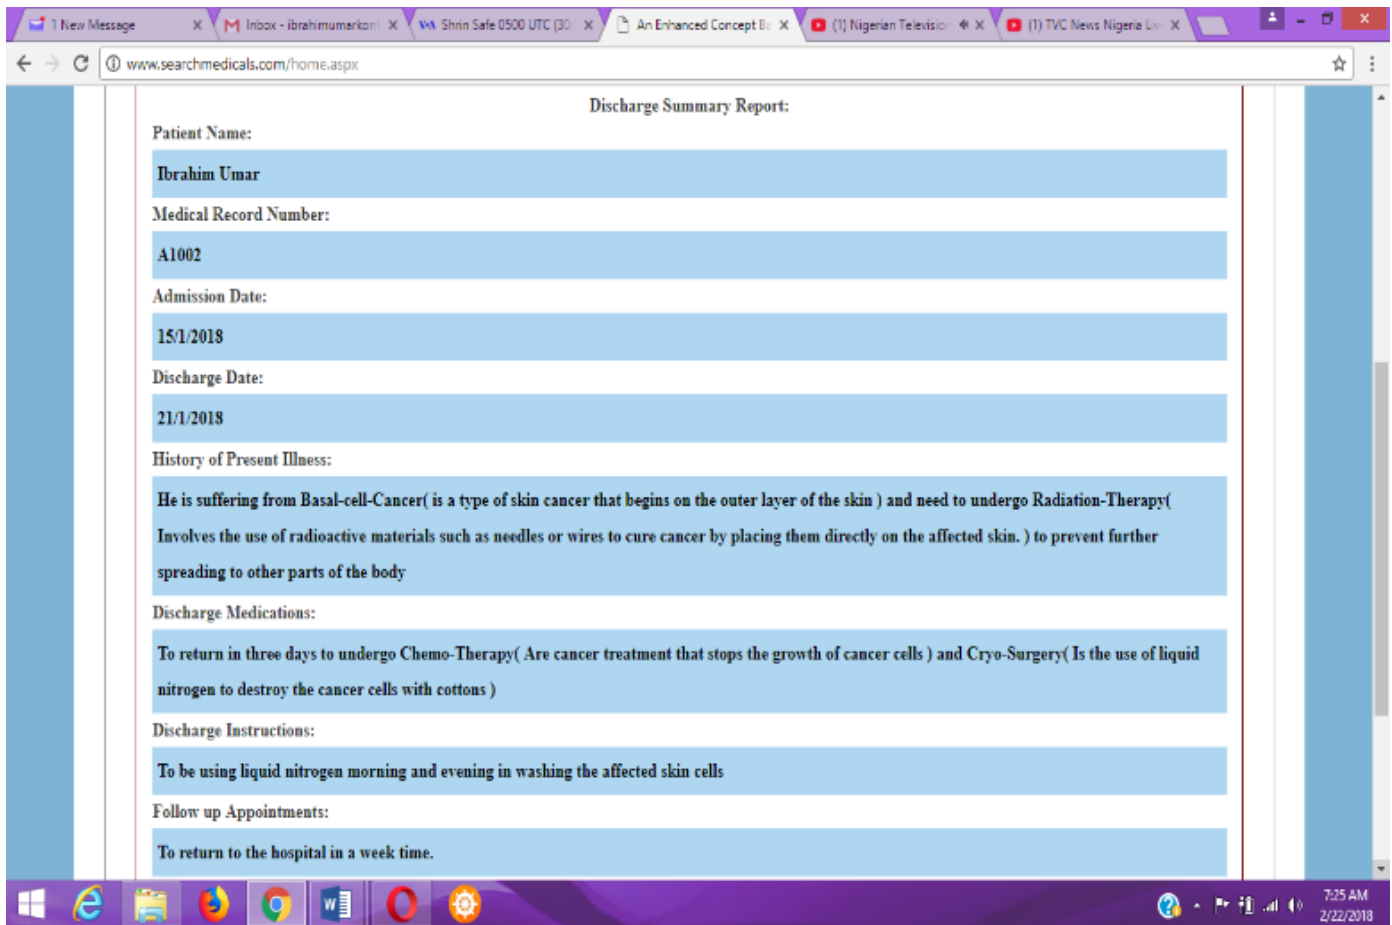 1 New Message
Inbox - ibrahimumarkont
VOA Shrin Safe 0500 UTC (30
An Enhanced Concept Ba
(1) Nigerian Television
(1) TVC News Nigeria Liv
www.searchmedicals.com/home.aspx
Discharge Summary Report:
Patient Name:
Ibrahim Umar
Medical Record Number:
A1002
Admission Date:
15/1/2018
Discharge Date:
21/1/2018
History of Present Illness:
He is suffering from Basal-cell-Cancer( is a type of skin cancer that begins on the outer layer of the skin ) and need to undergo Radiation-Therapy(
Involves the use of radioactive materials such as needles or wires to cure cancer by placing them directly on the affected skin. ) to prevent further
spreading to other parts of the body
Discharge Medications:
To return in three days to undergo Chemo-Therapy( Are cancer treatment that stops the growth of cancer cells ) and Cryo-Surgery( Is the use of liquid
nitrogen to destroy the cancer cells with cottons )
Discharge Instructions:
To be using liquid nitrogen morning and evening in washing the affected skin cells
Follow up Appointments:
To return to the hospital in a week time.
7:25 AM
2/22/2018